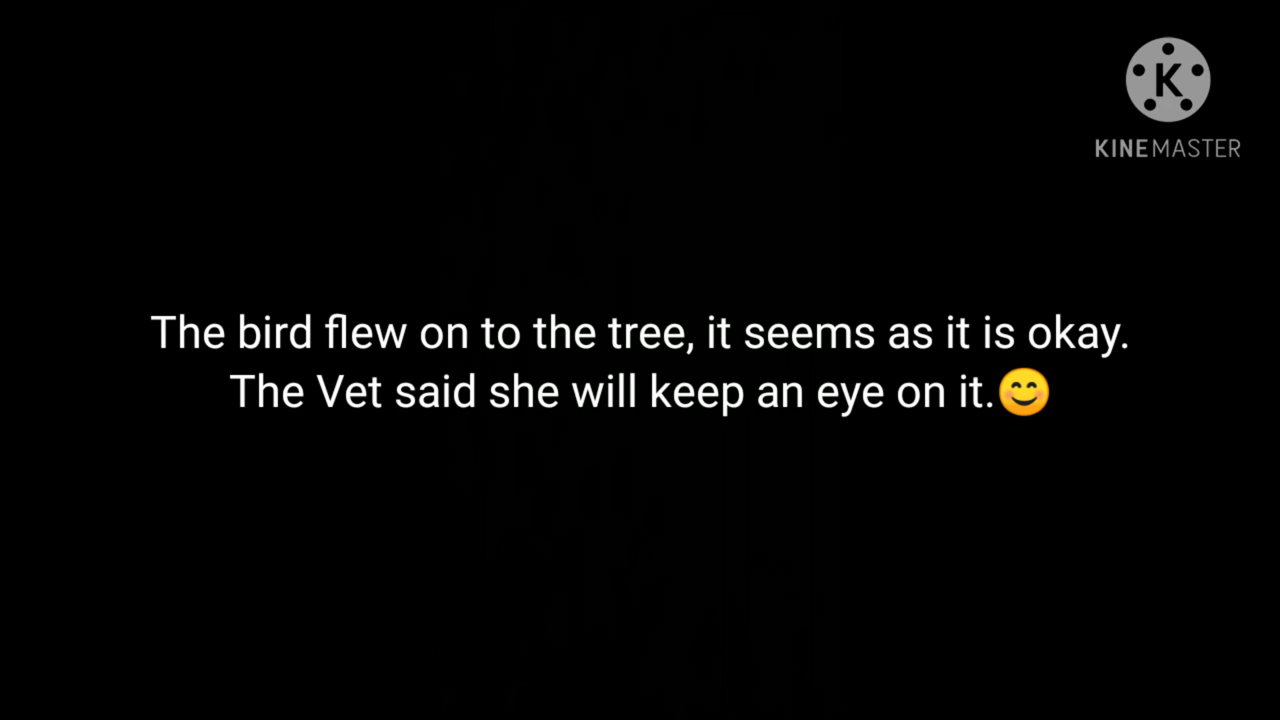 K
KINEMASTER
The bird flew on to the tree, it seems as it is okay.
The Vet said she will keep an eye on it.😊